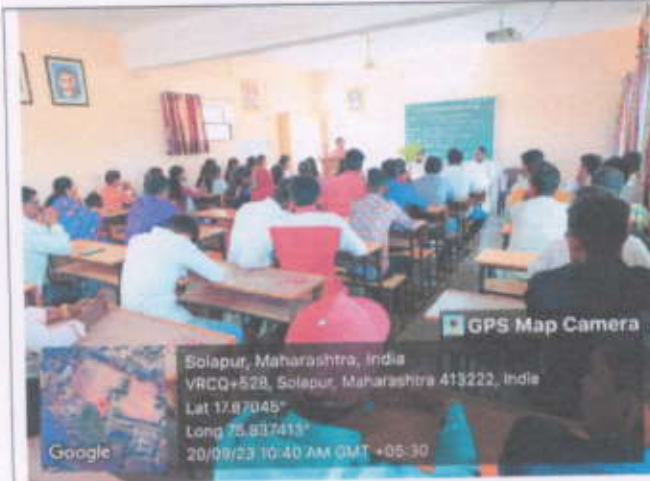 GPS Map Camera
Solapur, Maharashtra, India
VRCQ+528, Solapur, Maharashtra 413222, India
Lat 17.87045°
Long 75.837413°
20/09/23 10:40 AM GMT +05:30
Google